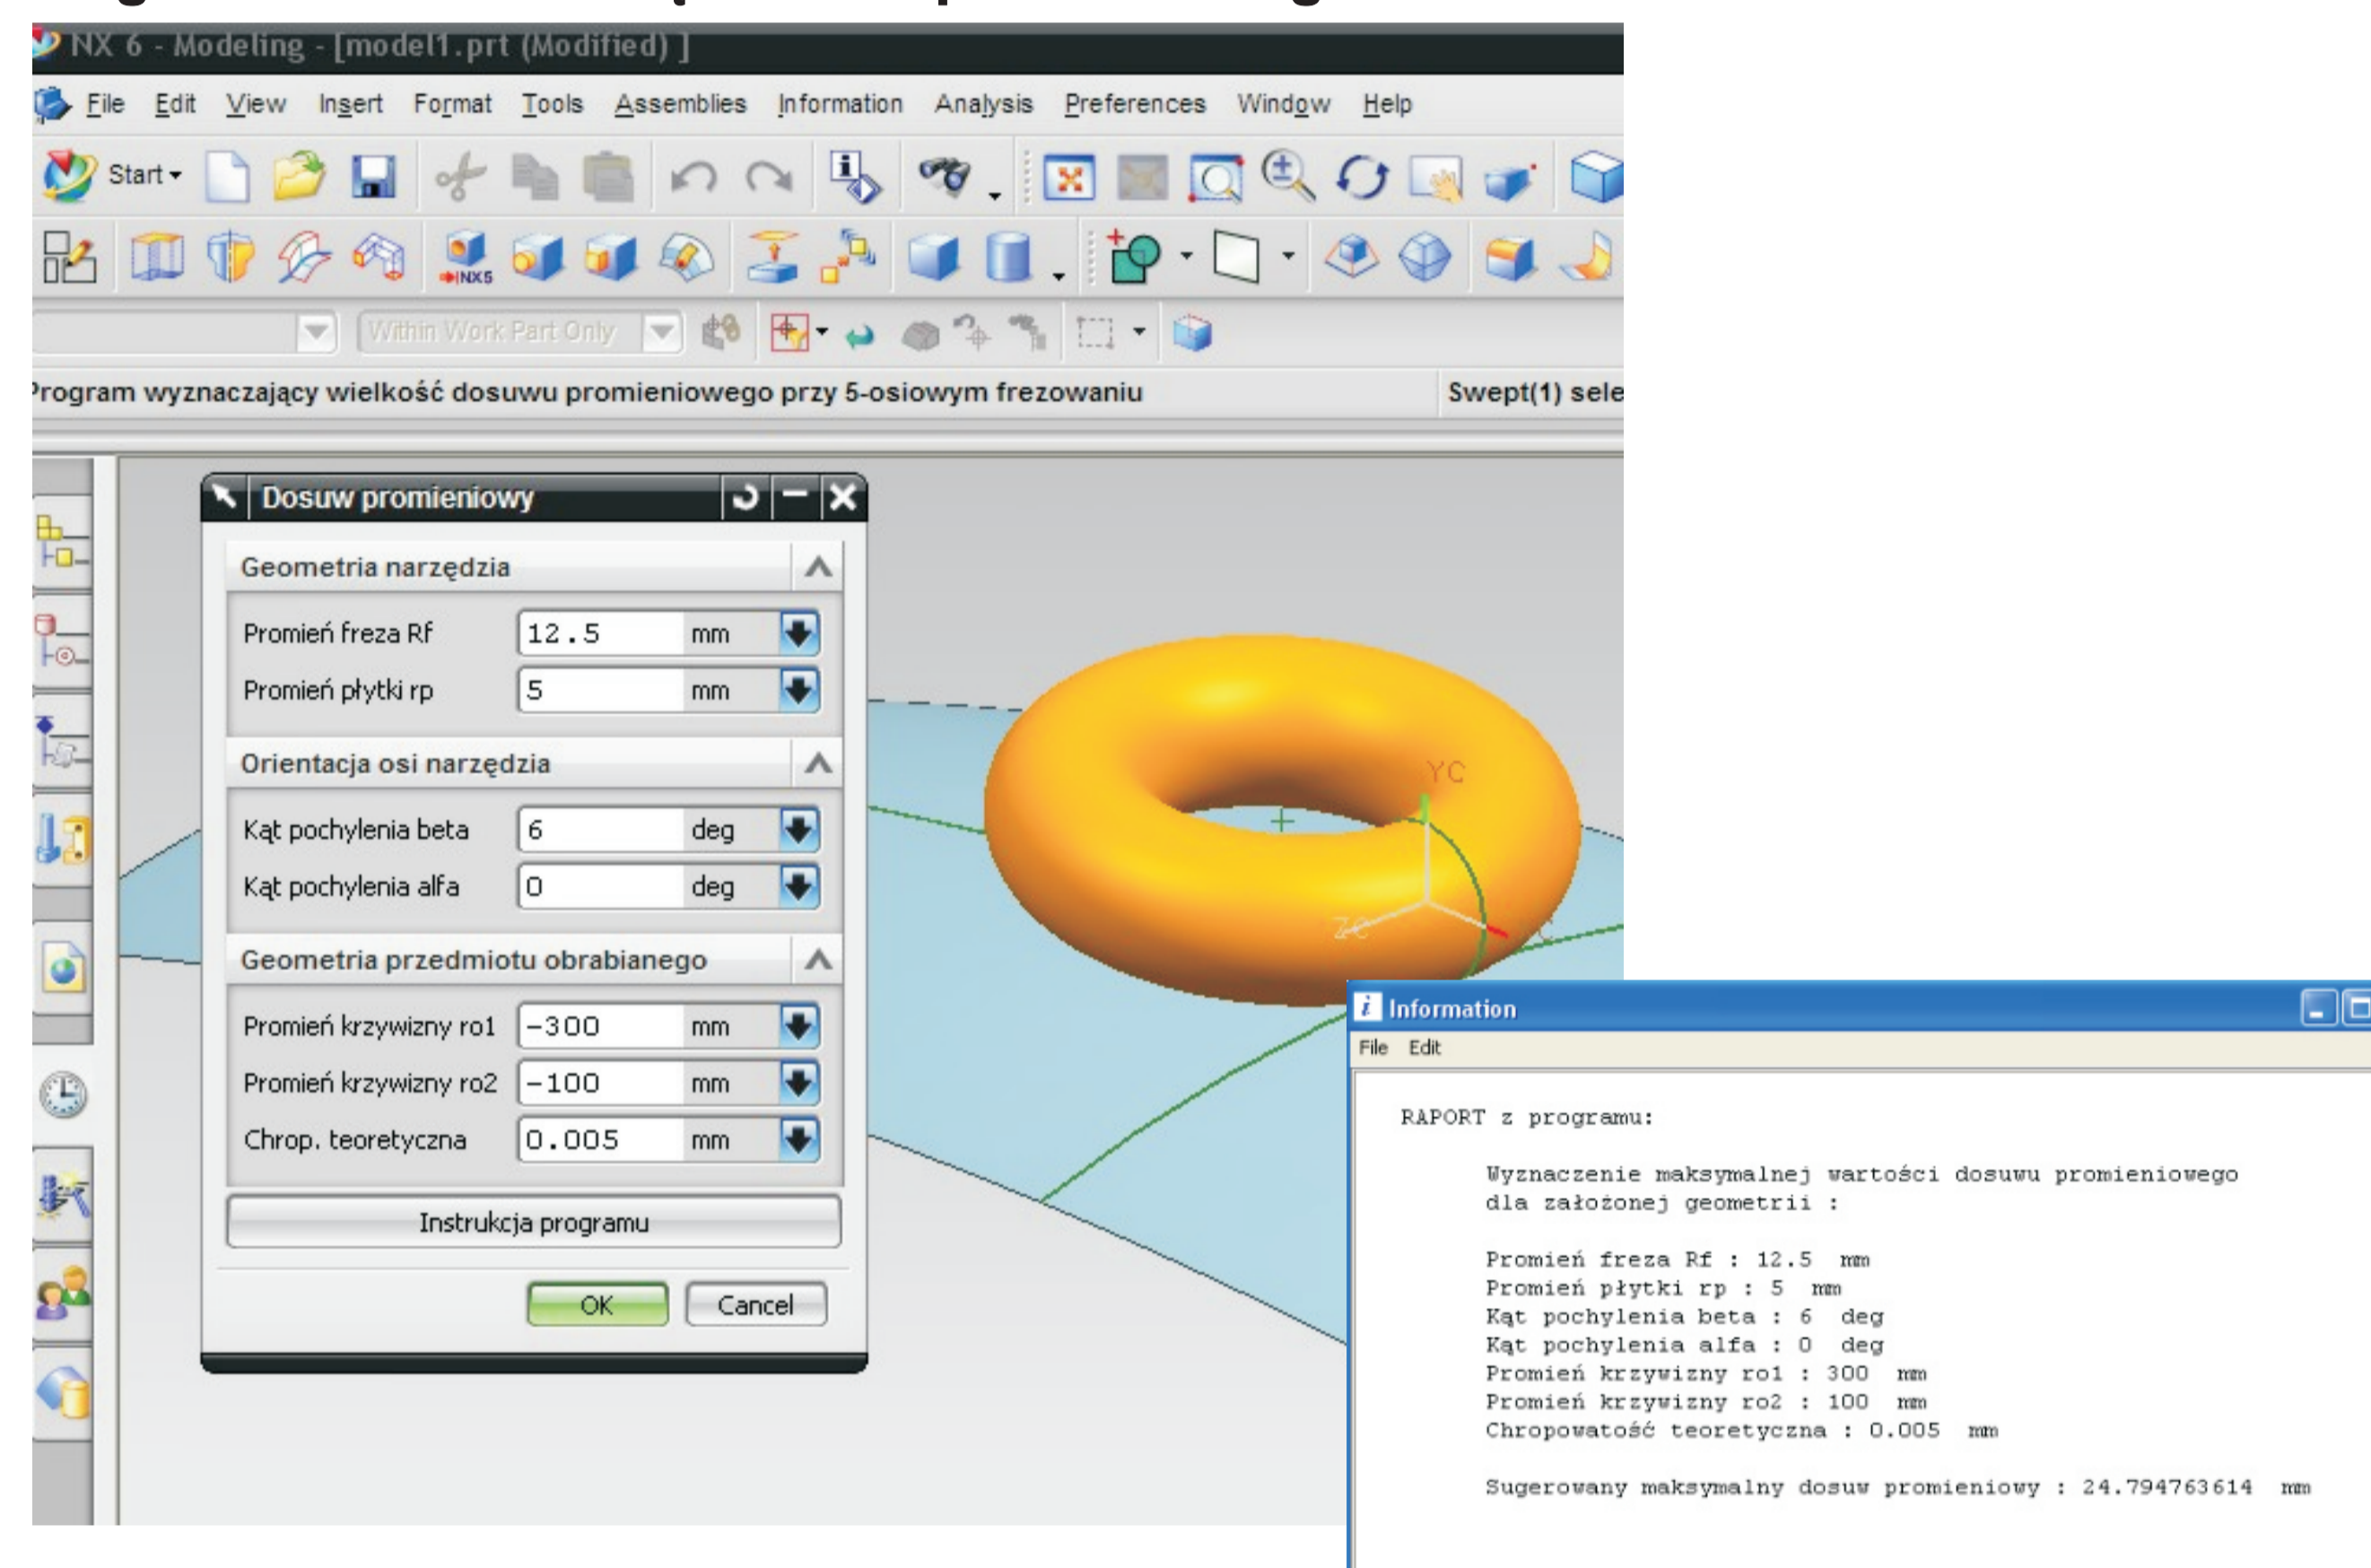 NX 6 - Modeling - [model1.prt (Modified) ]
File Edit View Insert Format Tools Assemblies Information Analysis Preferences Window Help
Start
NX5
Within Work Part Only
Program wyznaczający wielkość dosuwu promieniowego przy 5-osiowym frezowaniu Swept(1) sele
Dosuw promieniowy
Geometria narzędzia
Promień freza Rf 12.5 mm
Promień płytki rp 5 mm
Orientacja osi narzędzia
Kąt pochylenia beta 6 deg
Kąt pochylenia alfa 0 deg
Geometria przedmiotu obrabianego
Promień krzywizny ro1 -300 mm
Promień krzywizny ro2 -100 mm
Chrop. teoretyczna 0.005 mm
Instrukcja programu
OK Cancel
YC
ZC
Information
File Edit
RAPORT z programu:
Wyznaczenie maksymalnej wartości dosuwu promieniowego
dla założonej geometrii :
Promień freza Rf : 12.5 mm
Promień płytki rp : 5 mm
Kąt pochylenia beta : 6 deg
Kąt pochylenia alfa : 0 deg
Promień krzywizny ro1 : 300 mm
Promień krzywizny ro2 : 100 mm
Chropowatość teoretyczna : 0.005 mm
Sugerowany maksymalny dosuw promieniowy : 24.794763614 mm